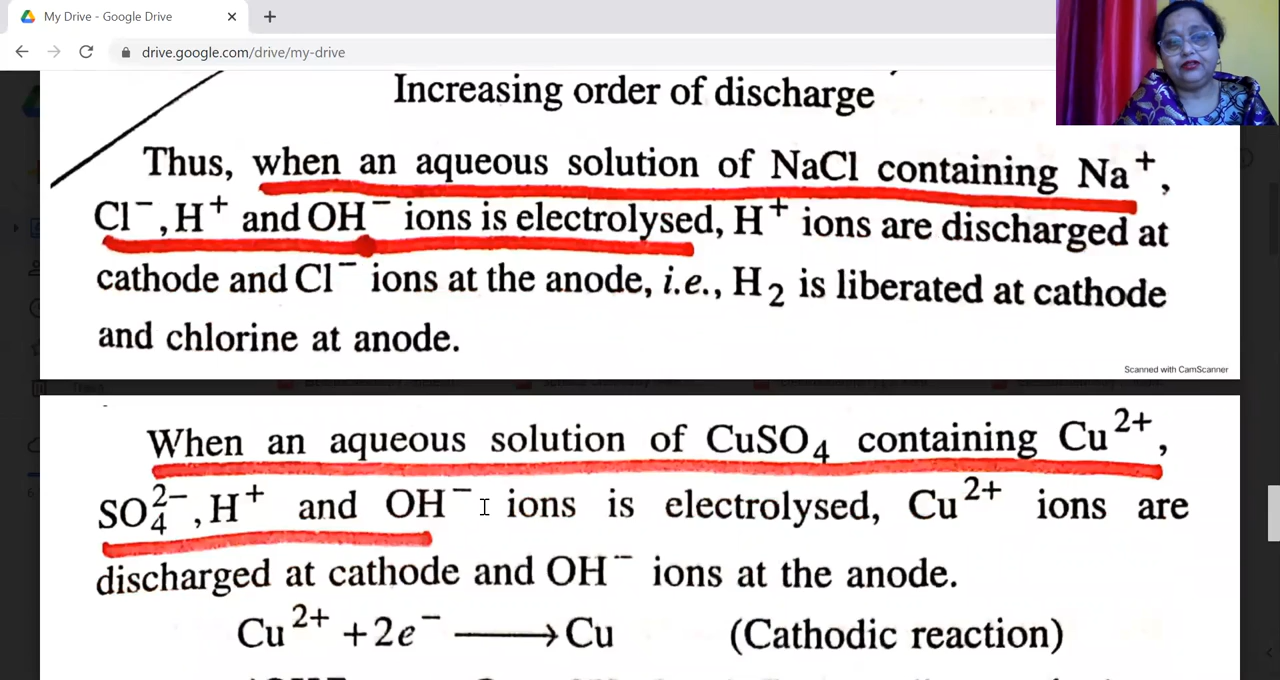 My Drive - Google Drive
drive.google.com/drive/my-drive
Increasing order of discharge
Thus, when an aqueous solution of NaCl containing Na⁺,
Cl⁻, H⁺ and OH⁻ ions is electrolysed, H⁺ ions are discharged at
cathode and Cl⁻ ions at the anode, i.e., H₂ is liberated at cathode
and chlorine at anode.
Scanned with CamScanner
When an aqueous solution of CuSO₄ containing Cu²⁺,
SO₄²⁻, H⁺ and OH⁻ ions is electrolysed, Cu²⁺ ions are
discharged at cathode and OH⁻ ions at the anode.
Cu²⁺ + 2e⁻ ⟶ Cu (Cathodic reaction)